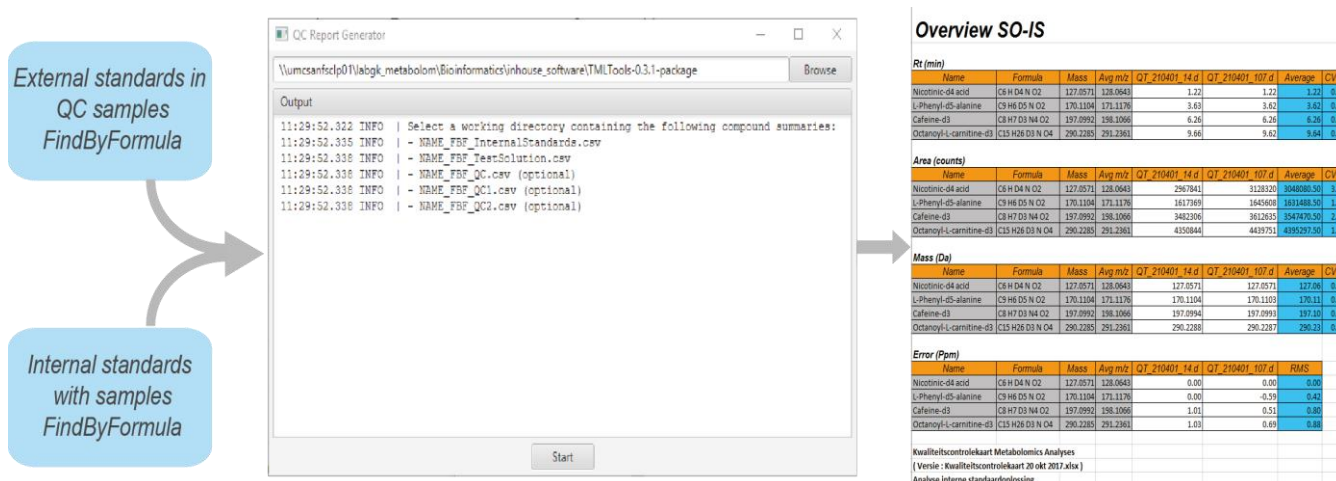 External standards in
QC samples
FindByFormula
Internal standards
with samples
FindByFormula
QC Report Generator
\\umcsanfsclp01\labgk_metabolom\Bioinformatics\inhouse_software\TMLTools-0.3.1-package Browse
Output
11:29:52.322 INFO | Select a working directory containing the following compound summaries:
11:29:52.335 INFO | - NAME_FBF_InternalStandards.csv
11:29:52.338 INFO | - NAME_FBF_TestSolution.csv
11:29:52.338 INFO | - NAME_FBF_QC.csv (optional)
11:29:52.338 INFO | - NAME_FBF_QC1.csv (optional)
11:29:52.338 INFO | - NAME_FBF_QC2.csv (optional)
Start
Overview SO-IS
Rt (min)
Name Formula Mass Avg m/z QT_210401_14.d QT_210401_107.d Average CV
Nicotinic-d4 acid C6 H D4 N O2 127.0571 128.0643 1.22 1.22 1.22 0.
L-Phenyl-d5-alanine C9 H6 D5 N O2 170.1104 171.1176 3.63 3.62 3.62 0.
Cafeine-d3 C8 H7 D3 N4 O2 197.0992 198.1066 6.26 6.26 6.26 0.
Octanoyl-L-carnitine-d3 C15 H26 D3 N O4 290.2285 291.2361 9.66 9.62 9.64 0.
Area (counts)
Name Formula Mass Avg m/z QT_210401_14.d QT_210401_107.d Average CV
Nicotinic-d4 acid C6 H D4 N O2 127.0571 128.0643 2967841 3128320 3048080.50 3.
L-Phenyl-d5-alanine C9 H6 D5 N O2 170.1104 171.1176 1617369 1645608 1631488.50 1.
Cafeine-d3 C8 H7 D3 N4 O2 197.0992 198.1066 3482306 3612635 3547470.50 2.
Octanoyl-L-carnitine-d3 C15 H26 D3 N O4 290.2285 291.2361 4350844 4439751 4395297.50 1.
Mass (Da)
Name Formula Mass Avg m/z QT_210401_14.d QT_210401_107.d Average CV
Nicotinic-d4 acid C6 H D4 N O2 127.0571 128.0643 127.0571 127.0571 127.06 0.
L-Phenyl-d5-alanine C9 H6 D5 N O2 170.1104 171.1176 170.1104 170.1103 170.11 0.
Cafeine-d3 C8 H7 D3 N4 O2 197.0992 198.1066 197.0994 197.0993 197.10 0.
Octanoyl-L-carnitine-d3 C15 H26 D3 N O4 290.2285 291.2361 290.2288 290.2287 290.23 0.
Error (Ppm)
Name Formula Mass Avg m/z QT_210401_14.d QT_210401_107.d RMS
Nicotinic-d4 acid C6 H D4 N O2 127.0571 128.0643 0.00 0.00 0.00
L-Phenyl-d5-alanine C9 H6 D5 N O2 170.1104 171.1176 0.00 -0.59 0.42
Cafeine-d3 C8 H7 D3 N4 O2 197.0992 198.1066 1.01 0.51 0.80
Octanoyl-L-carnitine-d3 C15 H26 D3 N O4 290.2285 291.2361 1.03 0.69 0.88
Kwaliteitscontrolekaart Metabolomics Analyses
( Versie : Kwaliteitscontrolekaart 20 okt 2017.xlsx )
Analyse interne standaardoplossing